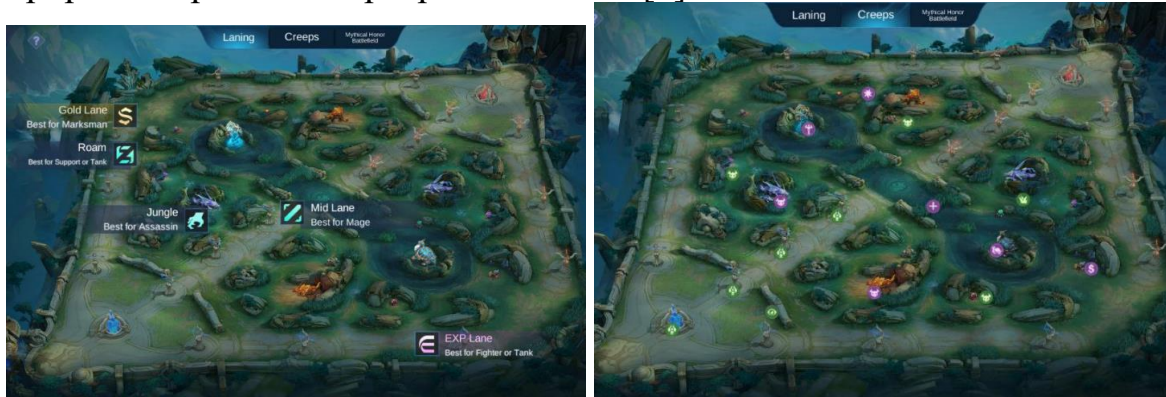 Laning
Creeps
Mythical Honor
Battlefield
Gold Lane
Best for Marksman
Roam
Best for Support or Tank
Jungle
Best for Assassin
Mid Lane
Best for Mage
EXP Lane
Best for Fighter or Tank
Laning
Creeps
Mythical Honor
Battlefield